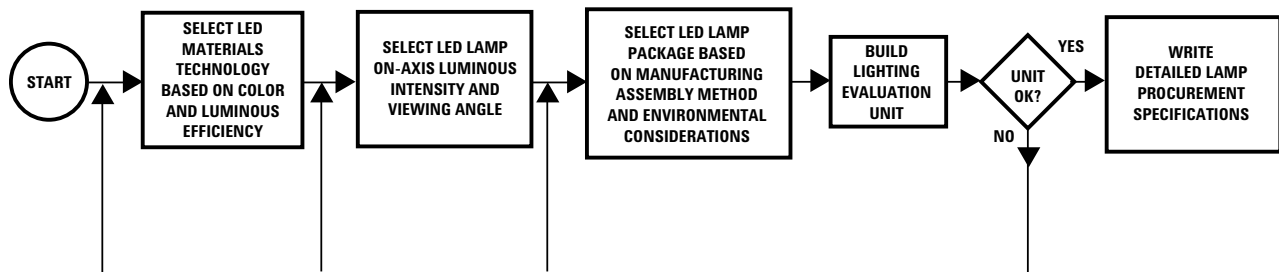 START
SELECT LED
MATERIALS
TECHNOLOGY
BASED ON COLOR
AND LUMINOUS
EFFICIENCY
SELECT LED LAMP
ON-AXIS LUMINOUS
INTENSITY AND
VIEWING ANGLE
SELECT LED LAMP
PACKAGE BASED
ON MANUFACTURING
ASSEMBLY METHOD
AND ENVIRONMENTAL
CONSIDERATIONS
BUILD
LIGHTING
EVALUATION
UNIT
UNIT
OK?
YES
NO
WRITE
DETAILED LAMP
PROCUREMENT
SPECIFICATIONS